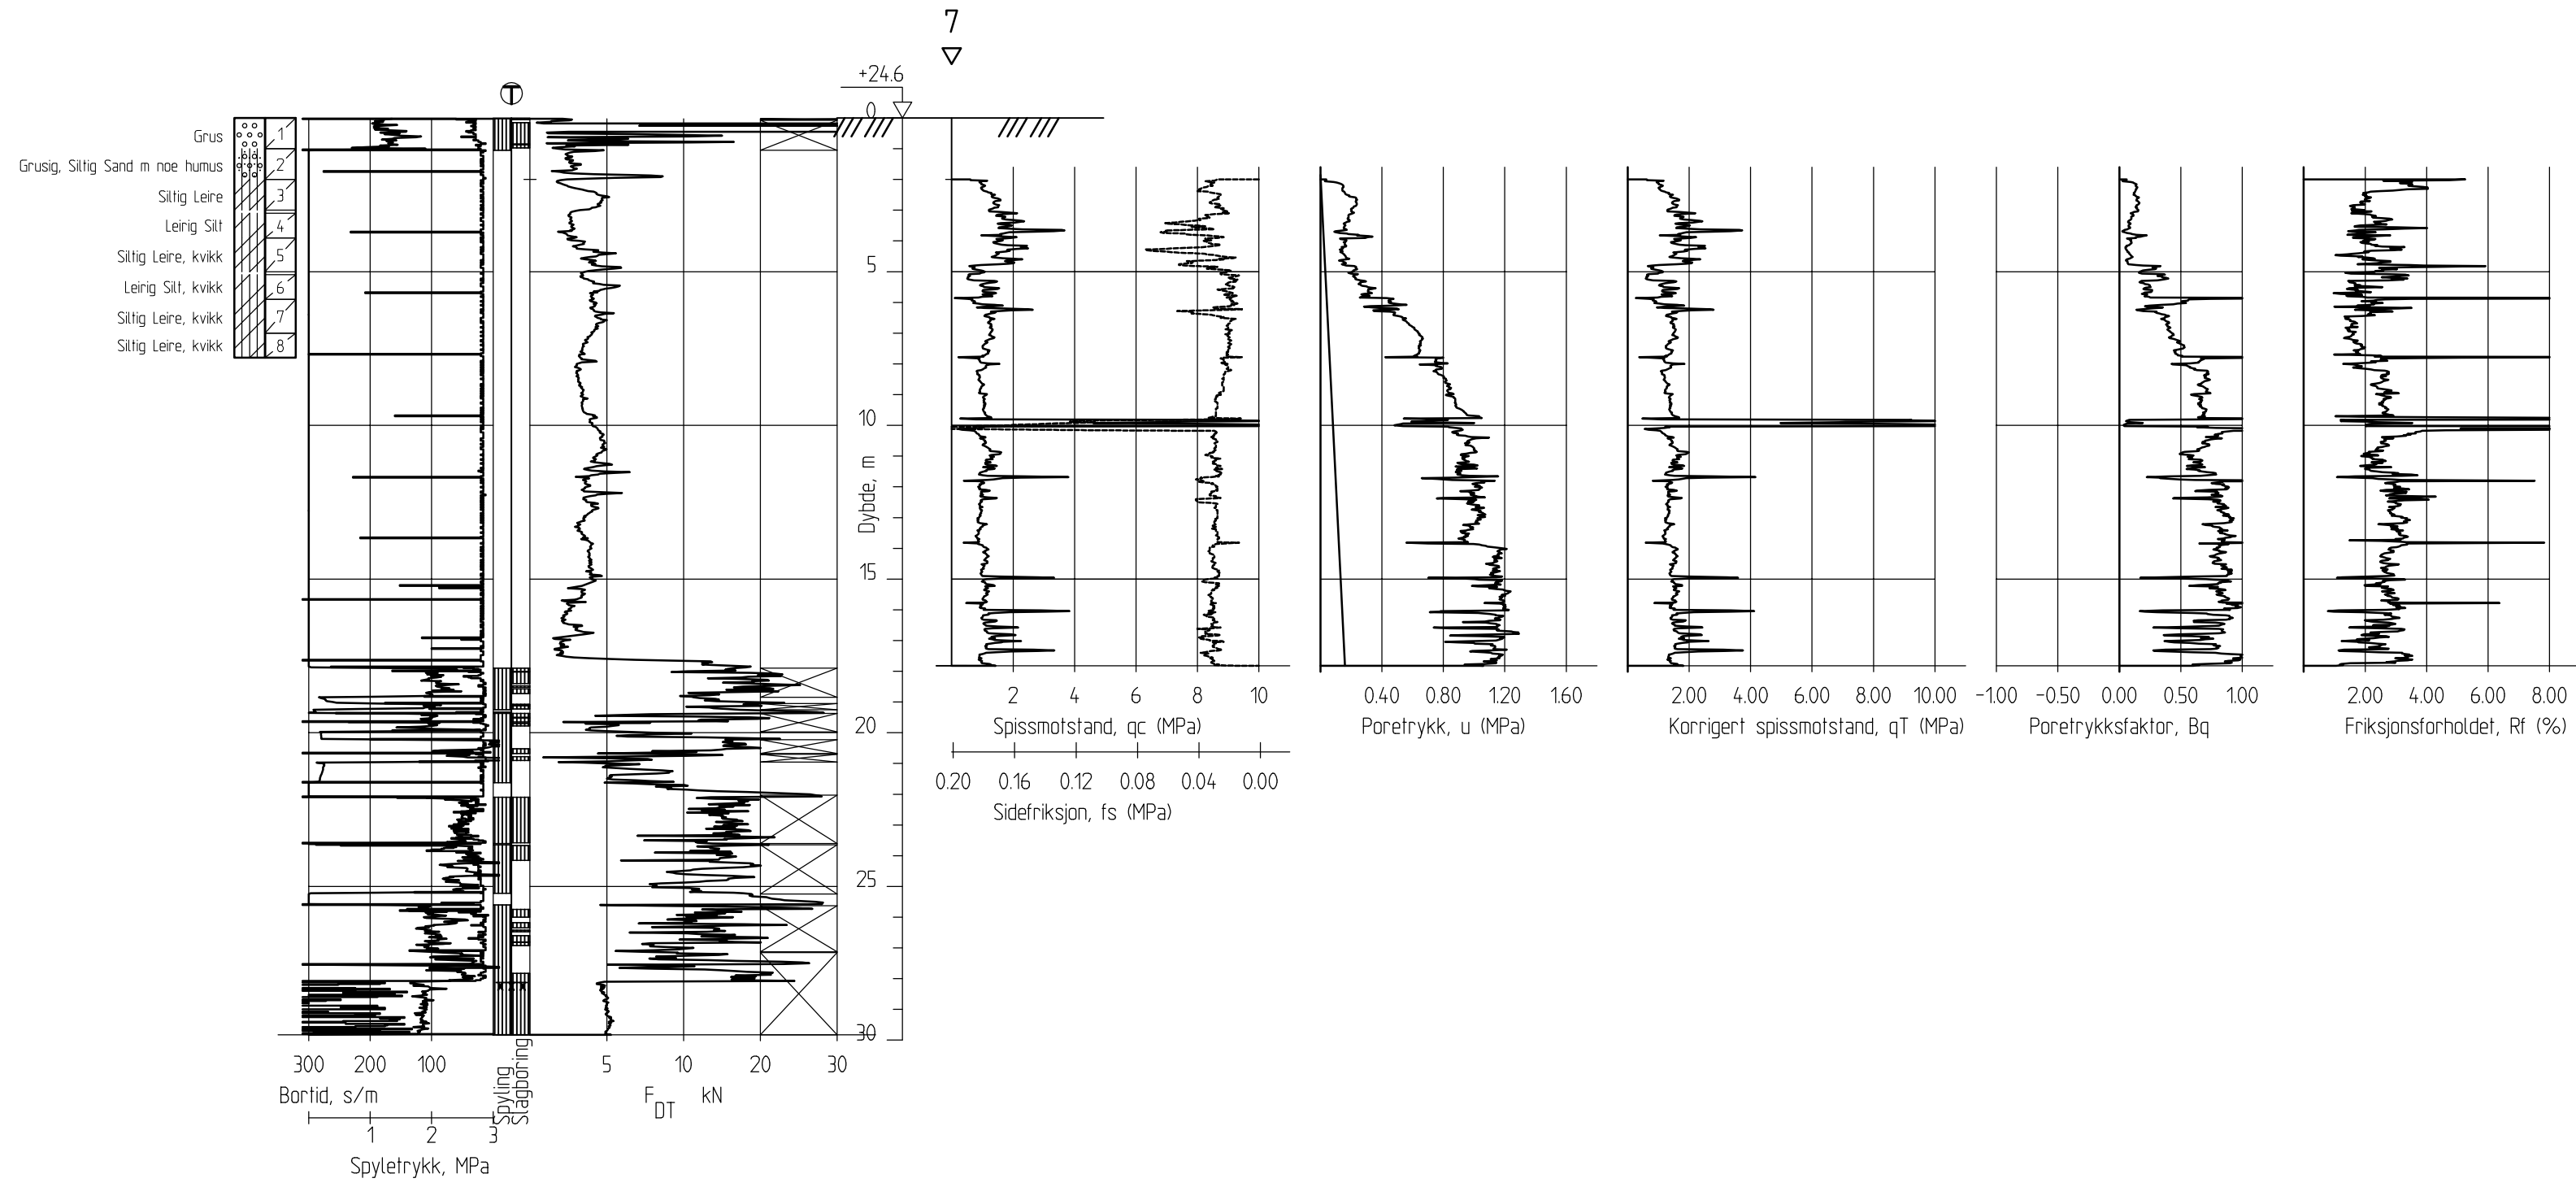 7
+24.6
T
0
Grus
1
Grusig, Siltig Sand m noe humus
2
Siltig Leire
3
Leirig Silt
4
Siltig Leire, kvikk
5
Leirig Silt, kvikk
6
Siltig Leire, kvikk
7
Siltig Leire, kvikk
8
5
10
Dybde, m
15
20
25
30
2 4 6 8 10
Spissmotstand, qc (MPa)
0.20 0.16 0.12 0.08 0.04 0.00
Sidefriksjon, fs (MPa)
0.40 0.80 1.20 1.60
Poretrykk, u (MPa)
2.00 4.00 6.00 8.00 10.00
Korrigert spissmotstand, qT (MPa)
-1.00 -0.50 0.00 0.50 1.00
Poretrykksfaktor, Bq
2.00 4.00 6.00 8.00
Friksjonsforholdet, Rf (%)
300 200 100
Bortid, s/m
1 2 3
Spyletrykk, MPa
Spyling
Slagboring
5 10 20 30
F DT kN